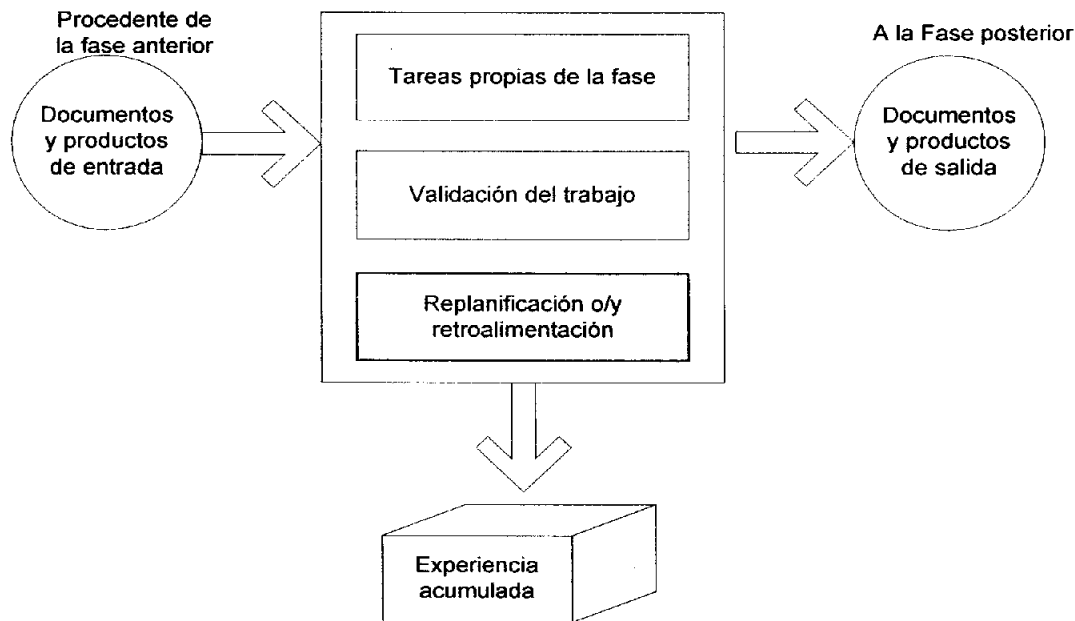 Procedente de
la fase anterior
Documentos
y productos
de entrada
Tareas propias de la fase
Validación del trabajo
Replanificación o/y
retroalimentación
A la Fase posterior
Documentos
y productos
de salida
Experiencia
acumulada